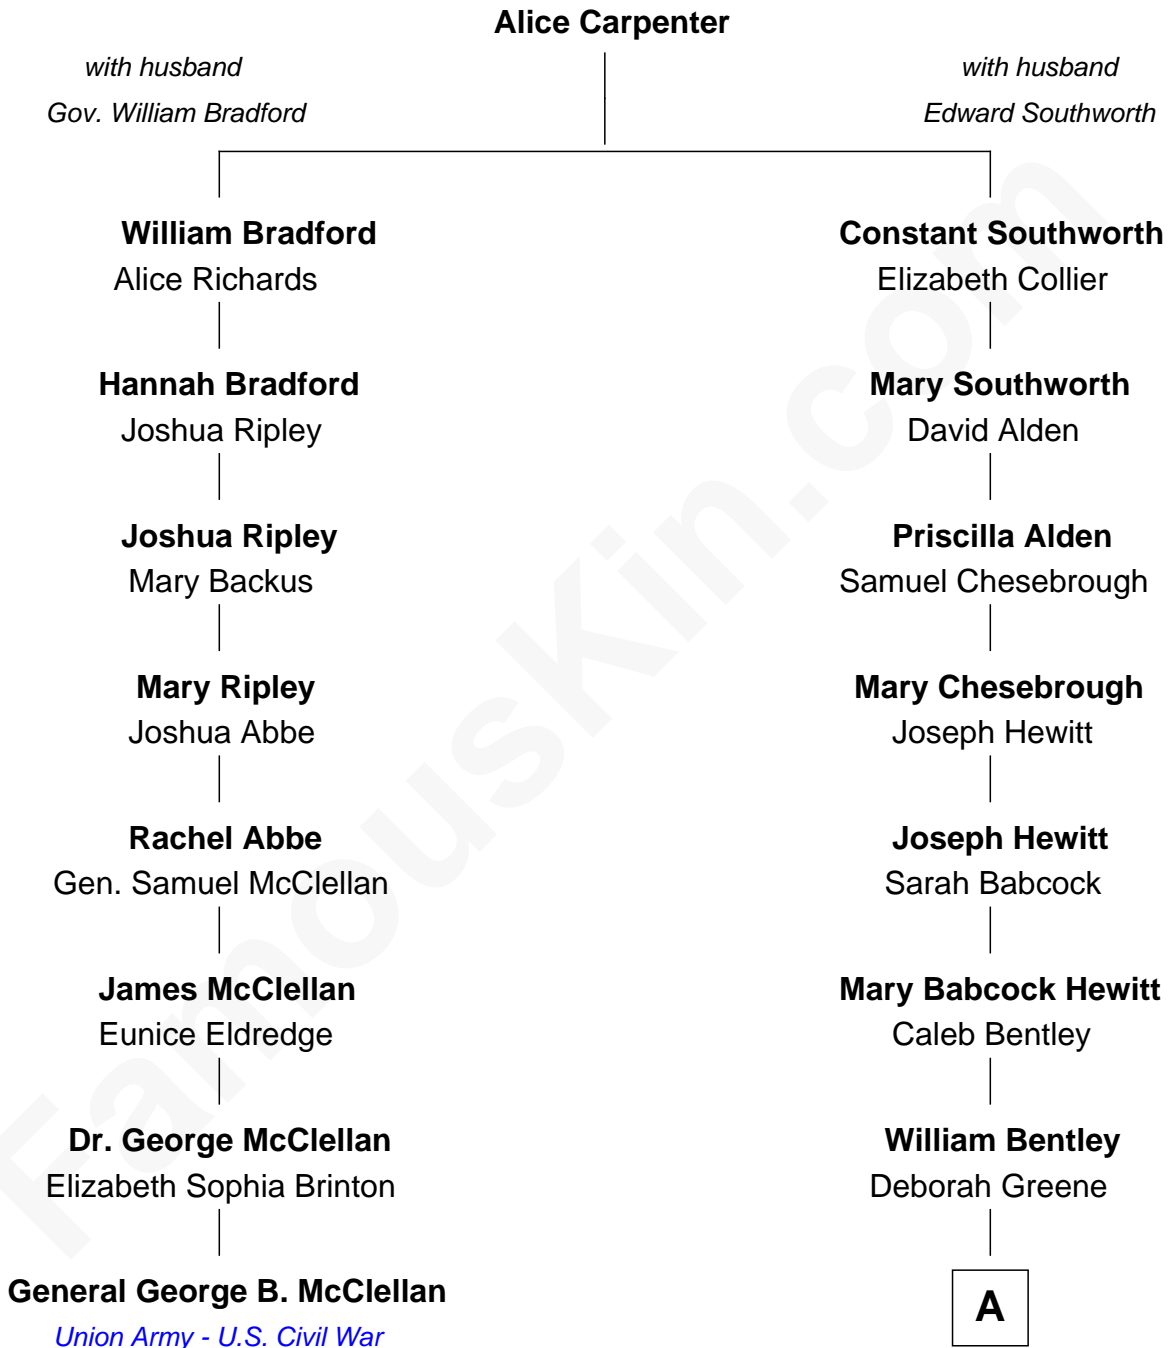 Alice Carpenter
with husband
Gov. William Bradford
with husband
Edward Southworth
William Bradford
Alice Richards
Constant Southworth
Elizabeth Collier
Hannah Bradford
Joshua Ripley
Mary Southworth
David Alden
Joshua Ripley
Mary Backus
Priscilla Alden
Samuel Chesebrough
Mary Ripley
Joshua Abbe
Mary Chesebrough
Joseph Hewitt
Rachel Abbe
Gen. Samuel McClellan
Joseph Hewitt
Sarah Babcock
James McClellan
Eunice Eldredge
Mary Babcock Hewitt
Caleb Bentley
Dr. George McClellan
Elizabeth Sophia Brinton
William Bentley
Deborah Greene
General George B. McClellan
Union Army - U.S. Civil War
A
FamousKin.com